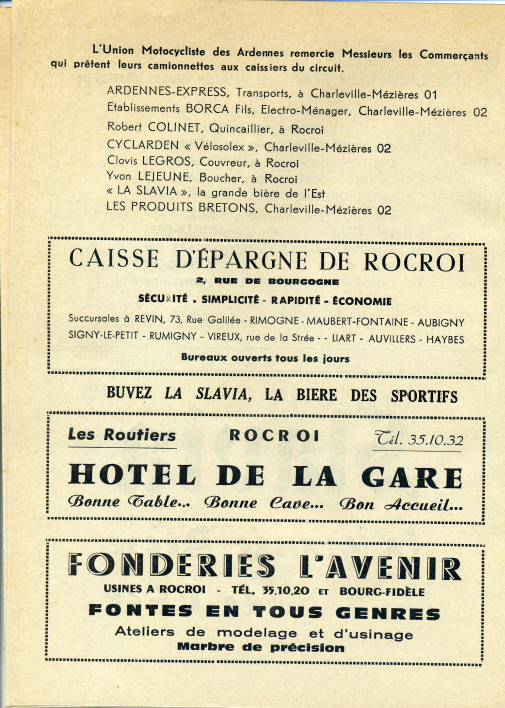 L'Union Motocycliste des Ardennes remercie Messieurs les Commerçants
qui prêtent leurs camionnettes aux caissiers du circuit.
ARDENNES-EXPRESS, Transports, à Charleville-Mézières 01
Etablissements BORCA Fils, Electro-Ménager, Charleville-Mézières 02
Robert COLINET, Quincaillier, à Rocroi
CYCLARDEN « Vélosolex », Charleville-Mézières 02
Clovis LEGROS, Couvreur, à Rocroi
Yvon LEJEUNE, Boucher, à Rocroi
« LA SLAVIA », la grande bière de l'Est
LES PRODUITS BRETONS, Charleville-Mézières 02
CAISSE D'ÉPARGNE DE ROCROI
2, RUE DE BOURGOGNE
SÉCURITÉ . SIMPLICITÉ - RAPIDITÉ - ÉCONOMIE
Succursales à REVIN, 73, Rue Galilée - RIMOGNE - MAUBERT-FONTAINE - AUBIGNY
SIGNY-LE-PETIT - RUMIGNY - VIREUX, rue de la Strée - - LIART - AUVILLERS - HAYBES
Bureaux ouverts tous les jours
BUVEZ LA SLAVIA, LA BIERE DES SPORTIFS
Les Routiers ROCROI Tél. 35.10.32
HOTEL DE LA GARE
Bonne Table... Bonne Cave... Bon Accueil...
FONDERIES L'AVENIR
USINES A ROCROI - TÉL. 35.10.20 ET BOURG-FIDÈLE
FONTES EN TOUS GENRES
Ateliers de modelage et d'usinage
Marbre de précision